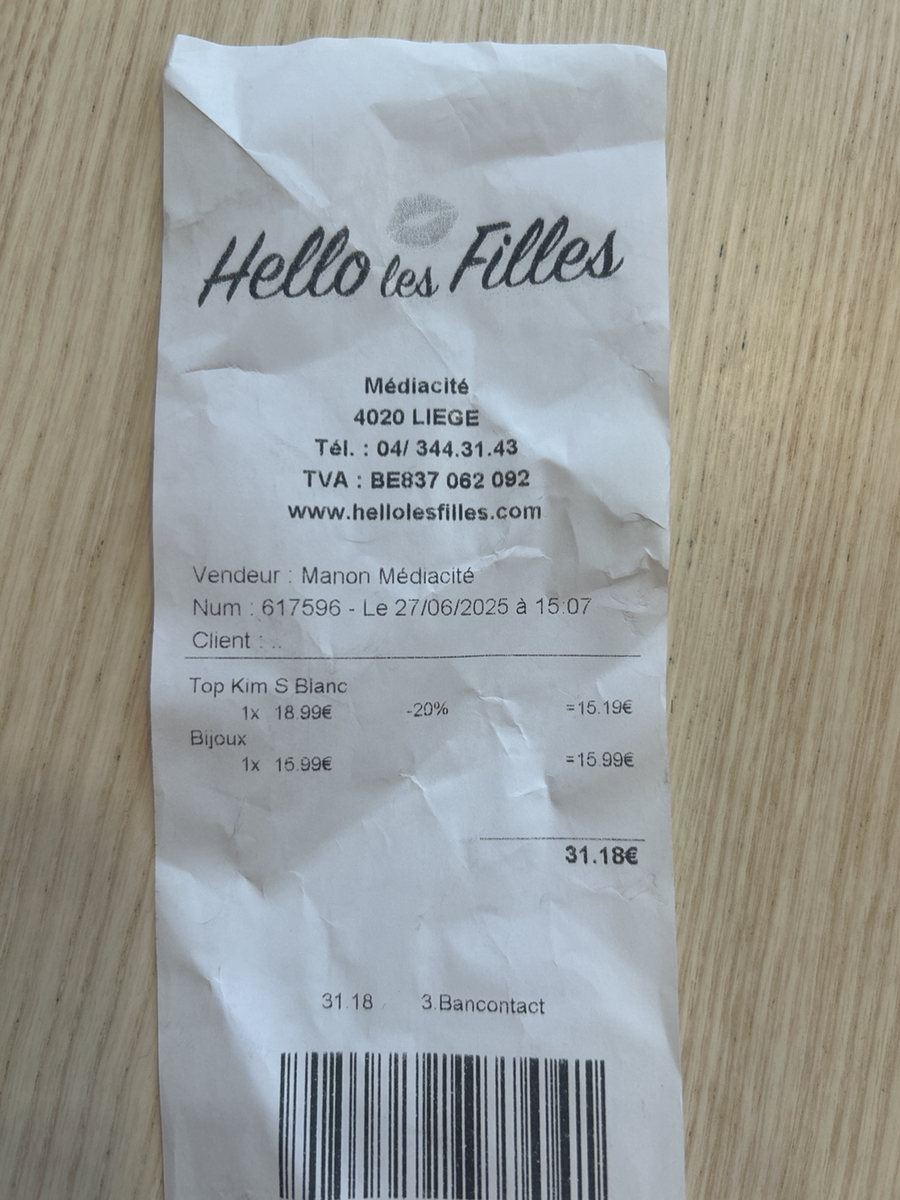 Hello les Filles
Médiacité
4020 LIEGE
Tél. : 04/ 344.31.43
TVA : BE837 062 092
www.hellolesfilles.com
Vendeur : Manon Médiacité
Num : 617596 - Le 27/06/2025 à 15:07
Client : ..
Top Kim S Blanc
1x 18.99€ -20% =15.19€
Bijoux
1x 15.99€ =15.99€
31.18€
31.18 3.Bancontact